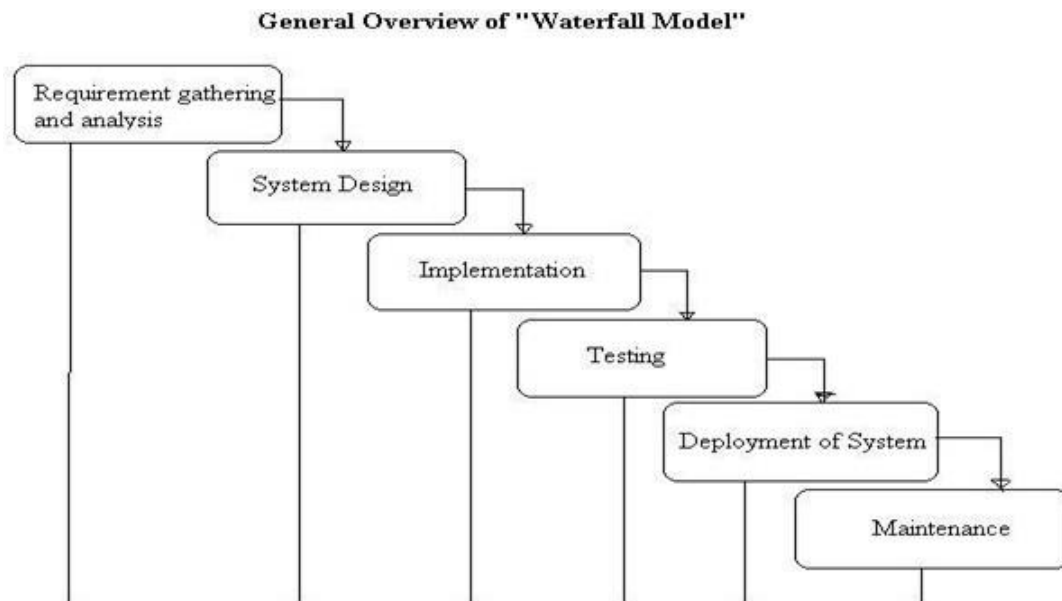 General Overview of "Waterfall Model"
Requirement gathering
and analysis
System Design
Implementation
Testing
Deployment of System
Maintenance